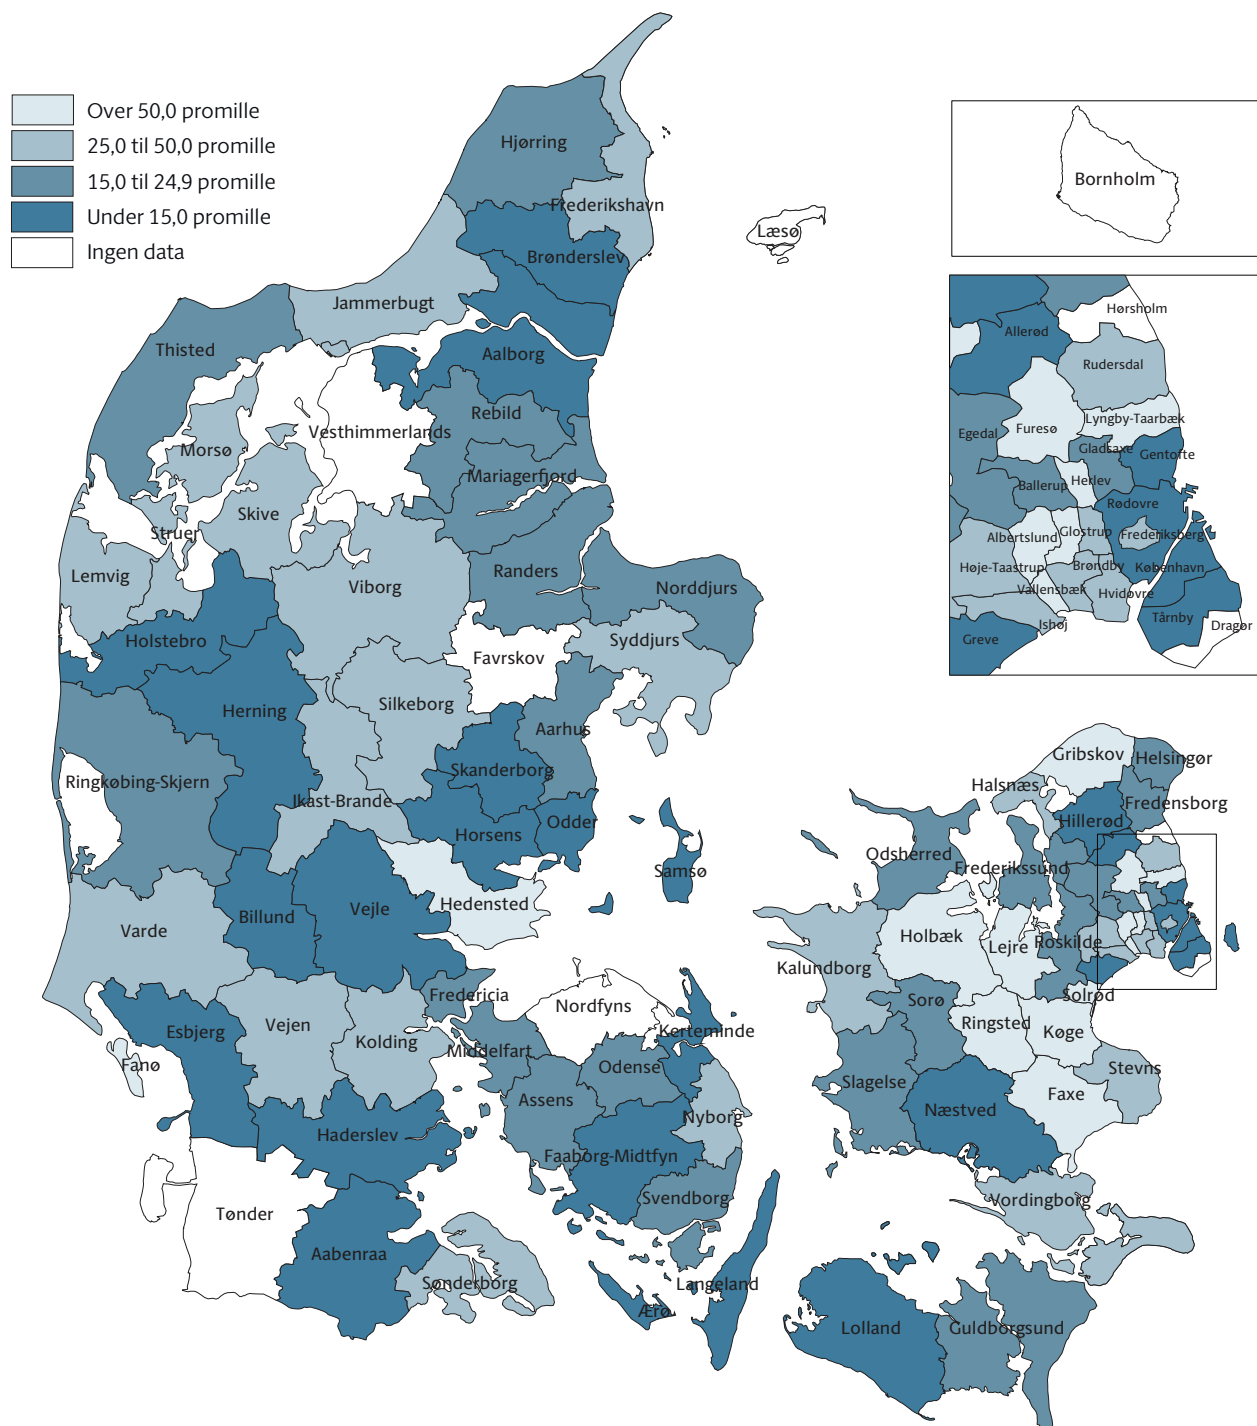 Over 50,0 promille
25,0 til 50,0 promille
15,0 til 24,9 promille
Under 15,0 promille
Ingen data
Hjørring
Frederikshavn
Læsø
Brønderslev
Jammerbugt
Thisted
Aalborg
Rebild
Vesthimmerlands
Morsø
Mariagerfjord
Skive
Struer
Lemvig
Viborg
Randers
Norddjurs
Holstebro
Syddjurs
Favrskov
Silkeborg
Herning
Aarhus
Skanderborg
Ringkøbing-Skjern
Ikast-Brande
Horsens
Odder
Samsø
Hedensted
Billund
Vejle
Varde
Fredericia
Nordfyns
Esbjerg
Vejen
Kolding
Kerteminde
Middelfart
Fanø
Odense
Assens
Nyborg
Haderslev
Faaborg-Midtfyn
Svendborg
Tønder
Aabenraa
Sønderborg
Langeland
Ærø
Bornholm
Hørsholm
Allerød
Rudersdal
Furesø
Lyngby-Taarbæk
Egedal
Gladsaxe
Gentofte
Ballerup
Herlev
Rødovre
Albertslund
Glostrup
Frederiksberg
Høje-Taastrup
Brøndby
København
Vallensbæk
Hvidovre
Ishøj
Tårnby
Dragør
Greve
Gribskov
Helsingør
Halsnæs
Fredensborg
Hillerød
Odsherred
Frederikssund
Holbæk
Lejre
Roskilde
Kalundborg
Solrød
Sorø
Ringsted
Køge
Stevns
Slagelse
Næstved
Faxe
Vordingborg
Lolland
Guldborgsund